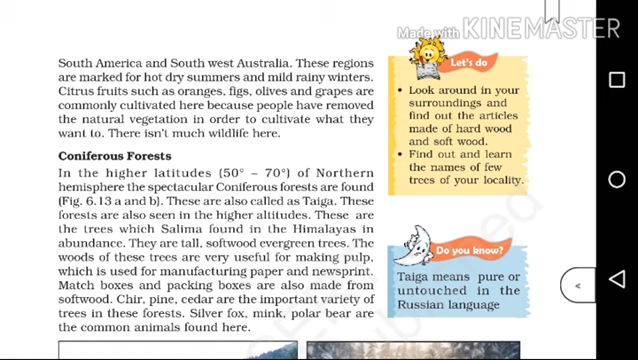 Made with KINEMASTER
South America and South west Australia. These regions
are marked for hot dry summers and mild rainy winters.
Citrus fruits such as oranges, figs, olives and grapes are
commonly cultivated here because people have removed
the natural vegetation in order to cultivate what they
want to. There isn't much wildlife here.
Coniferous Forests
In the higher latitudes (50° – 70°) of Northern
hemisphere the spectacular Coniferous forests are found
(Fig. 6.13 a and b). These are also called as Taiga. These
forests are also seen in the higher altitudes. These are
the trees which Salima found in the Himalayas in
abundance. They are tall, softwood evergreen trees. The
woods of these trees are very useful for making pulp,
which is used for manufacturing paper and newsprint.
Match boxes and packing boxes are also made from
softwood. Chir, pine, cedar are the important variety of
trees in these forests. Silver fox, mink, polar bear are
the common animals found here.
Let's do
• Look around in your
surroundings and
find out the articles
made of hard wood
and soft wood.
• Find out and learn
the names of few
trees of your locality.
Do you know?
Taiga means pure or
untouched in the
Russian language